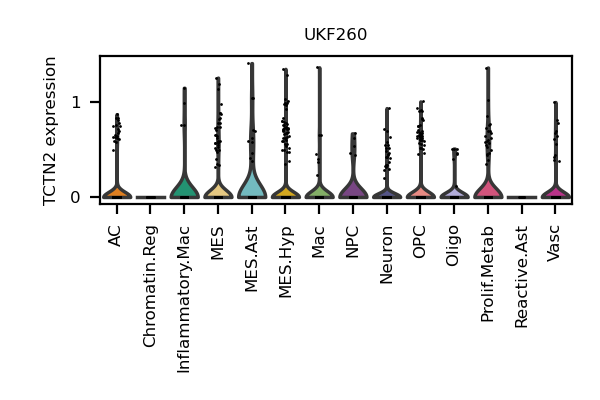 UKF260
TCTN2 expression
1
0
AC
Chromatin.Reg
Inflammatory.Mac
MES
MES.Ast
MES.Hyp
Mac
NPC
Neuron
OPC
Oligo
Prolif.Metab
Reactive.Ast
Vasc